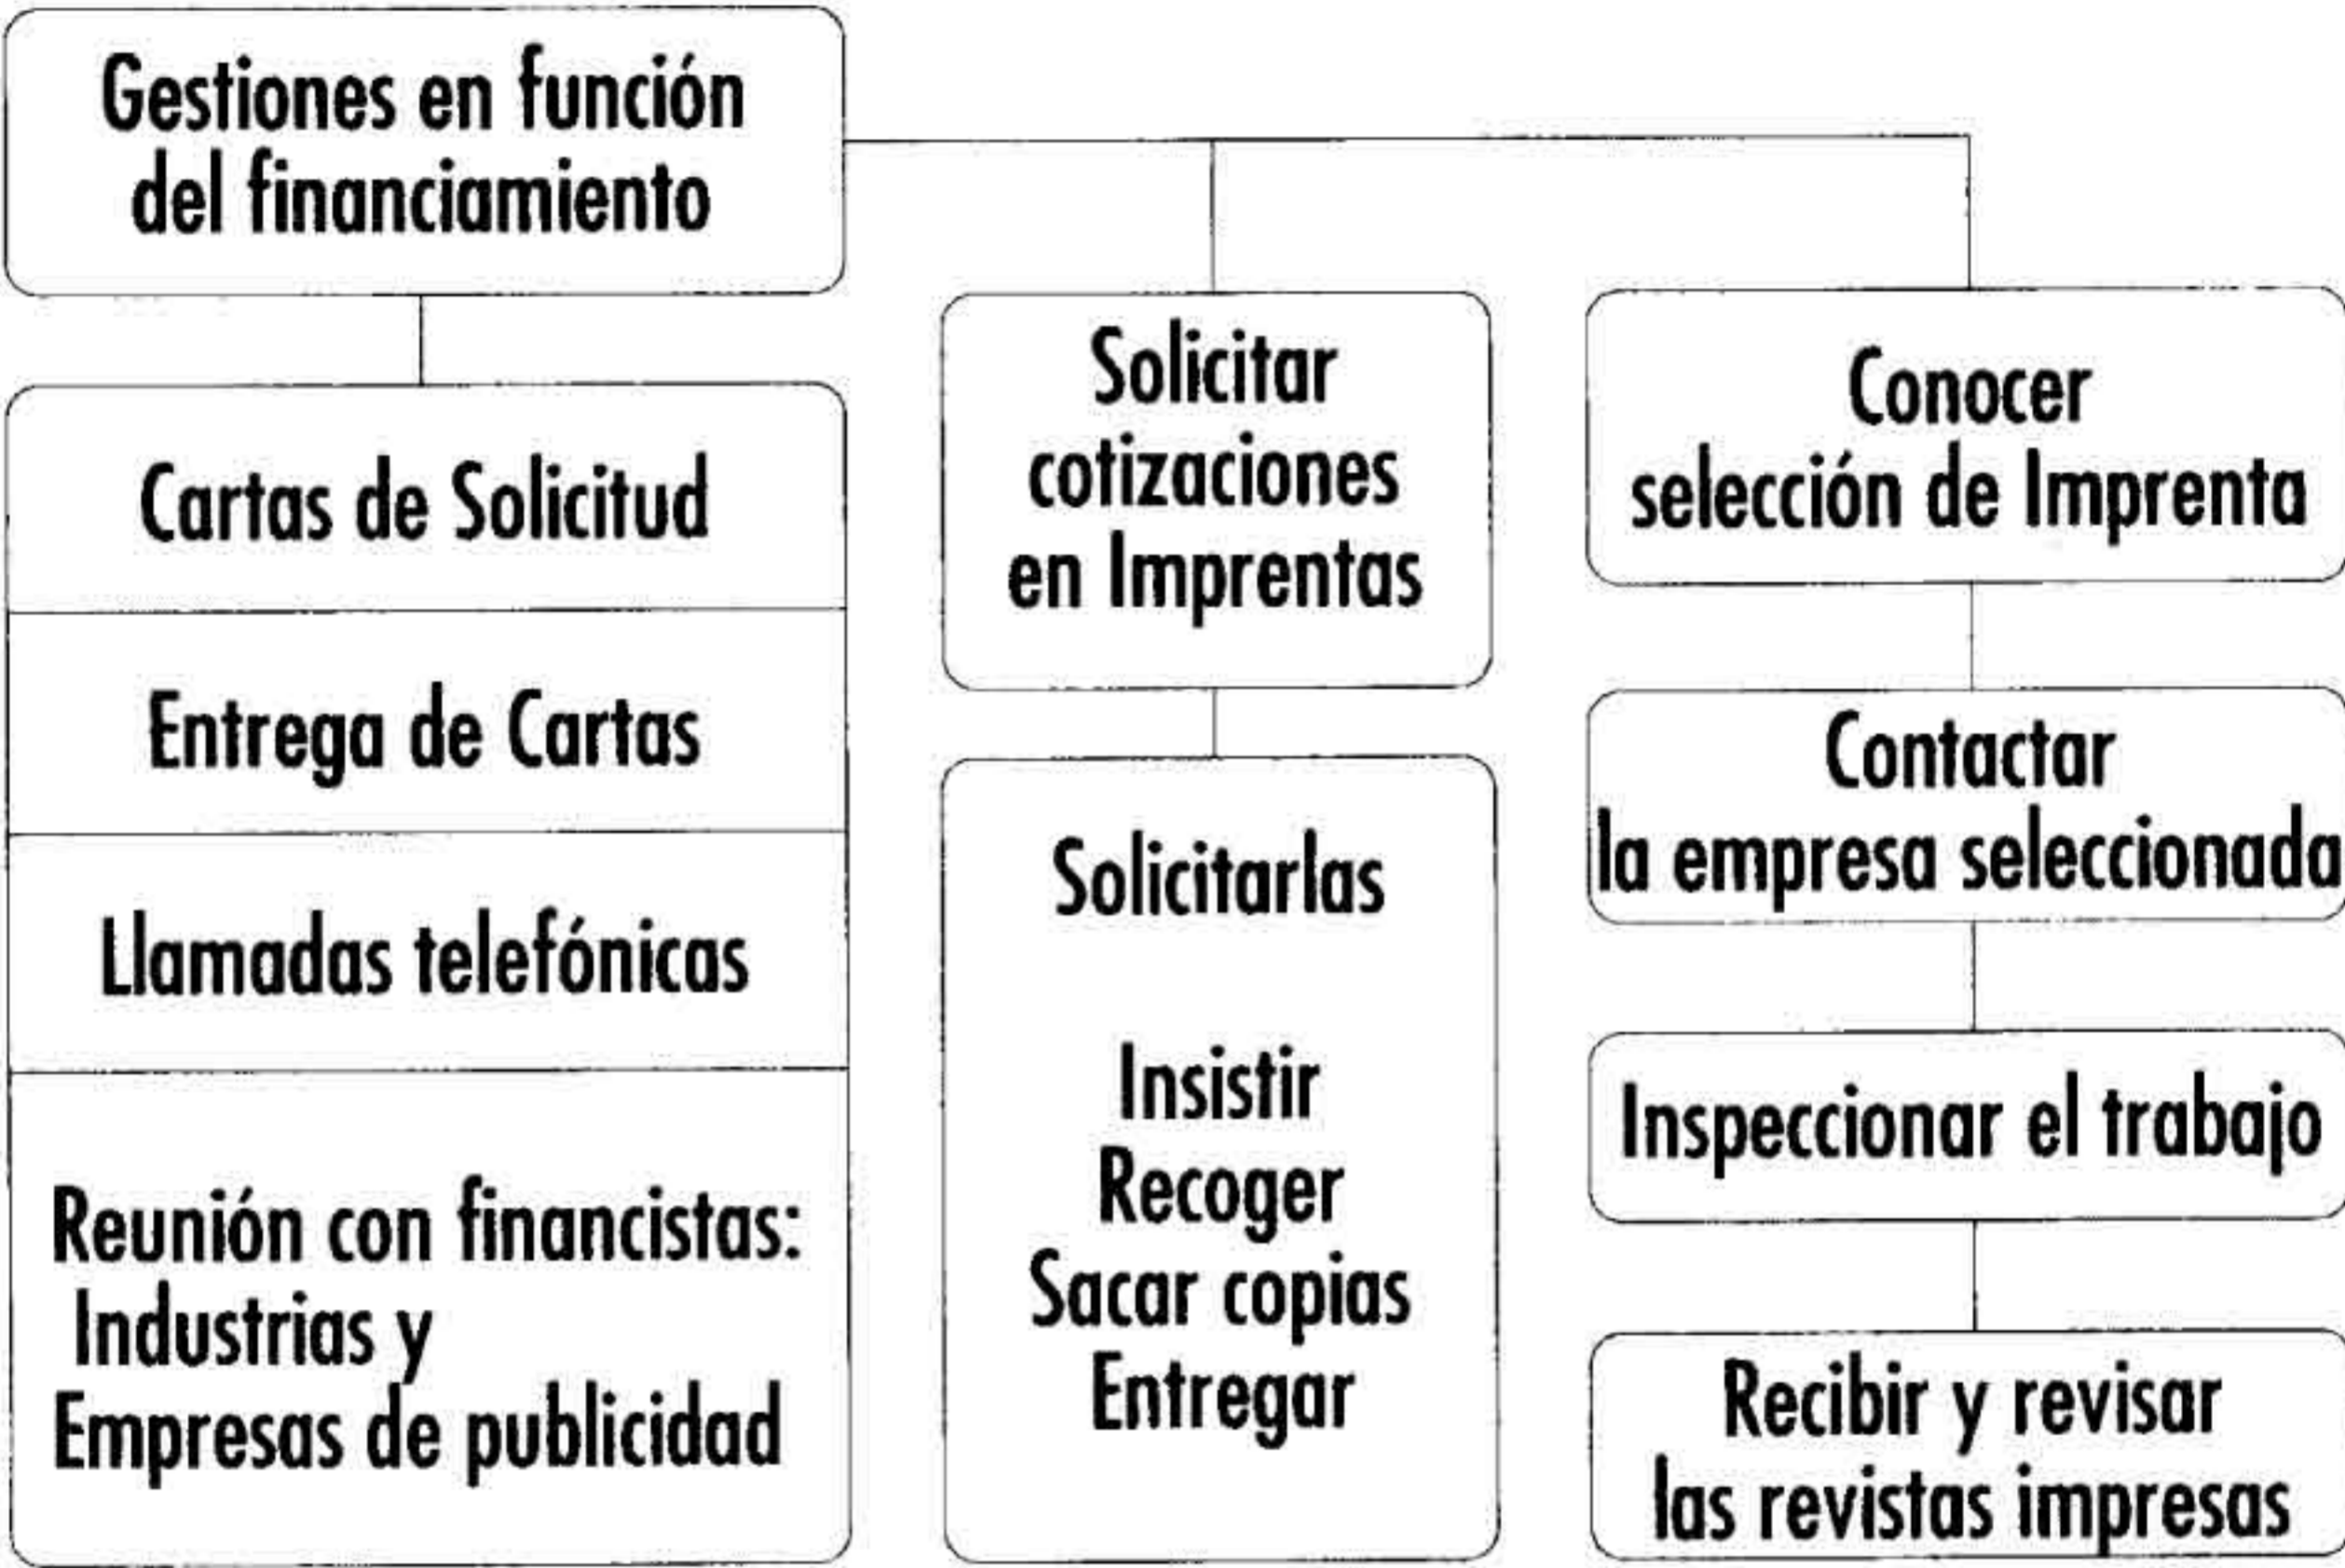 Gestiones en función
del financiamiento
Cartas de Solicitud
Entrega de Cartas
Llamadas telefónicas
Reunión con financistas:
Industrias y
Empresas de publicidad
Solicitar
cotizaciones
en Imprentas
Solicitarlas
Insistir
Recoger
Sacar copias
Entregar
Conocer
selección de Imprenta
Contactar
la empresa seleccionada
Inspeccionar el trabajo
Recibir y revisar
las revistas impresas